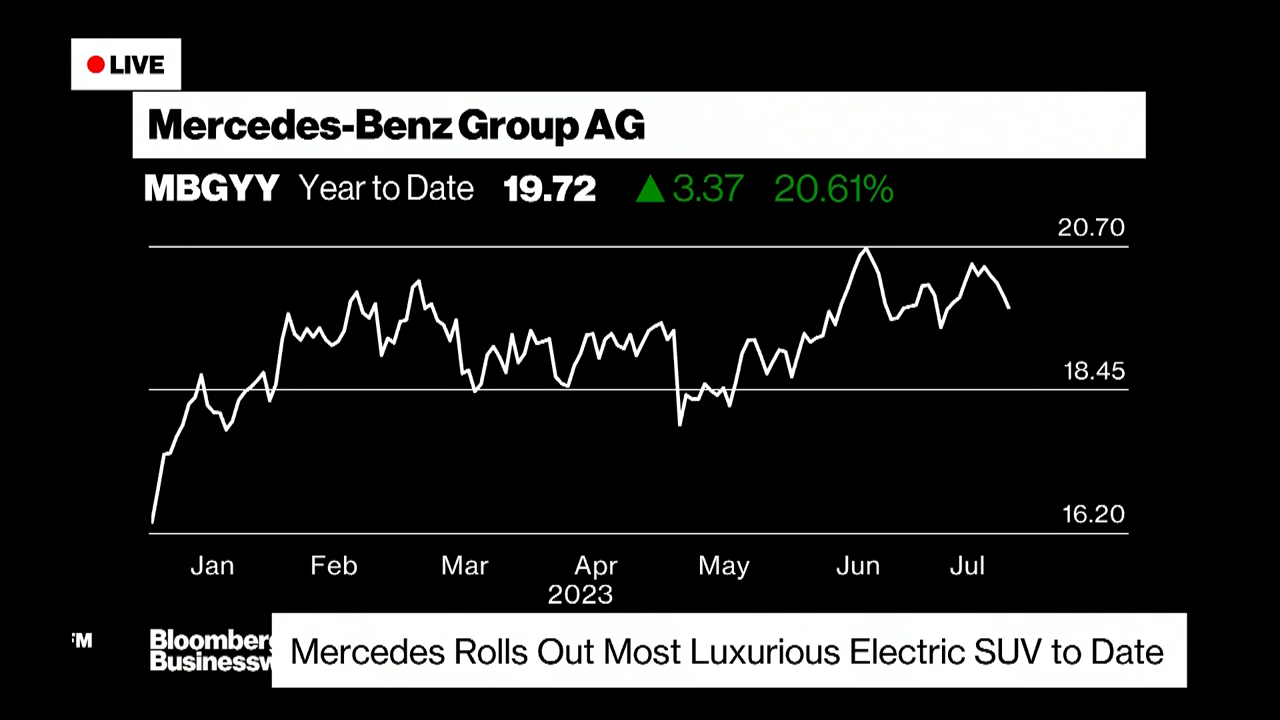 LIVE
Mercedes-Benz Group AG
MBGYY Year to Date 19.72 ▲ 3.37 20.61%
20.70
18.45
16.20
Jan Feb Mar Apr May Jun Jul
2023
Mercedes Rolls Out Most Luxurious Electric SUV to Date